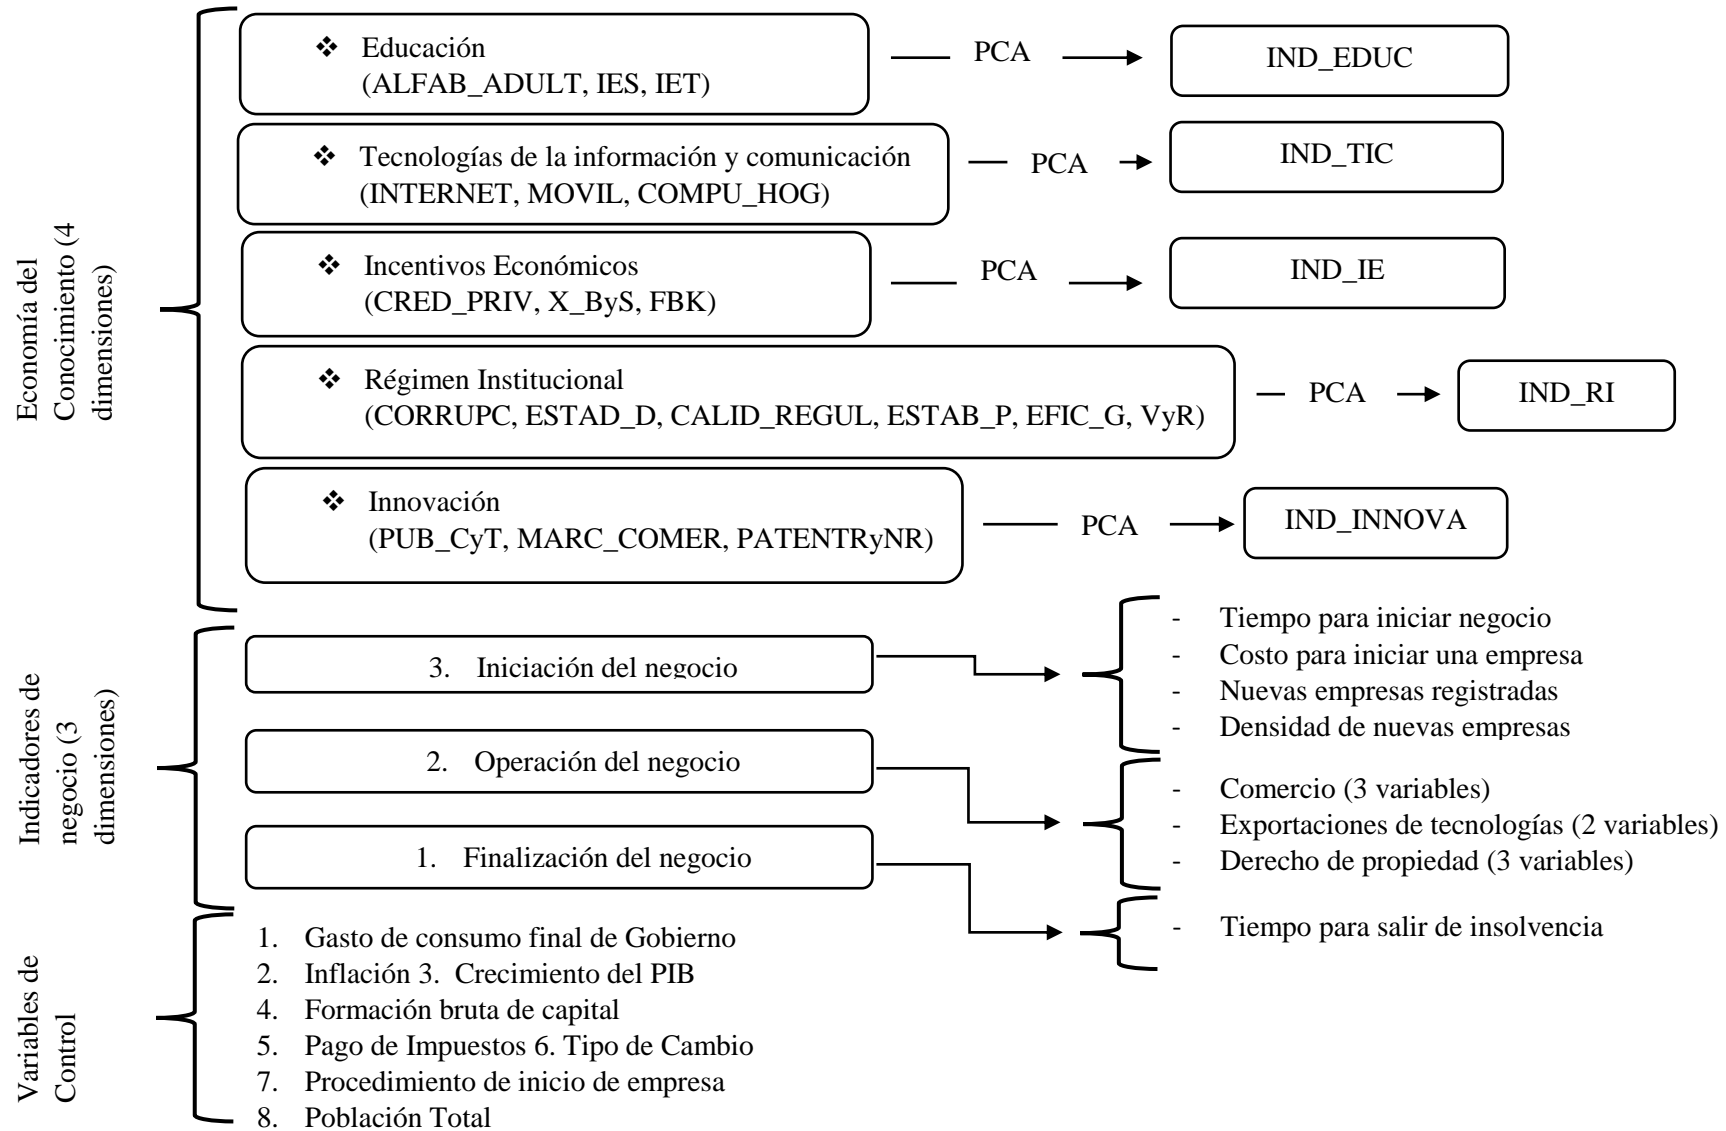 Economía del
Conocimiento (4
dimensiones)
❖ Educación
(ALFAB_ADULT, IES, IET)
PCA
IND_EDUC
❖ Tecnologías de la información y comunicación
(INTERNET, MOVIL, COMPU_HOG)
PCA
IND_TIC
❖ Incentivos Económicos
(CRED_PRIV, X_ByS, FBK)
PCA
IND_IE
❖ Régimen Institucional
(CORRUPC, ESTAD_D, CALID_REGUL, ESTAB_P, EFIC_G, VyR)
PCA
IND_RI
❖ Innovación
(PUB_CyT, MARC_COMER, PATENTRyNR)
PCA
IND_INNOVA
Indicadores de
negocio (3
dimensiones)
3. Iniciación del negocio
- Tiempo para iniciar negocio
- Costo para iniciar una empresa
- Nuevas empresas registradas
- Densidad de nuevas empresas
2. Operación del negocio
- Comercio (3 variables)
- Exportaciones de tecnologías (2 variables)
- Derecho de propiedad (3 variables)
1. Finalización del negocio
- Tiempo para salir de insolvencia
Variables de
Control
1. Gasto de consumo final de Gobierno
2. Inflación 3. Crecimiento del PIB
4. Formación bruta de capital
5. Pago de Impuestos 6. Tipo de Cambio
7. Procedimiento de inicio de empresa
8. Población Total